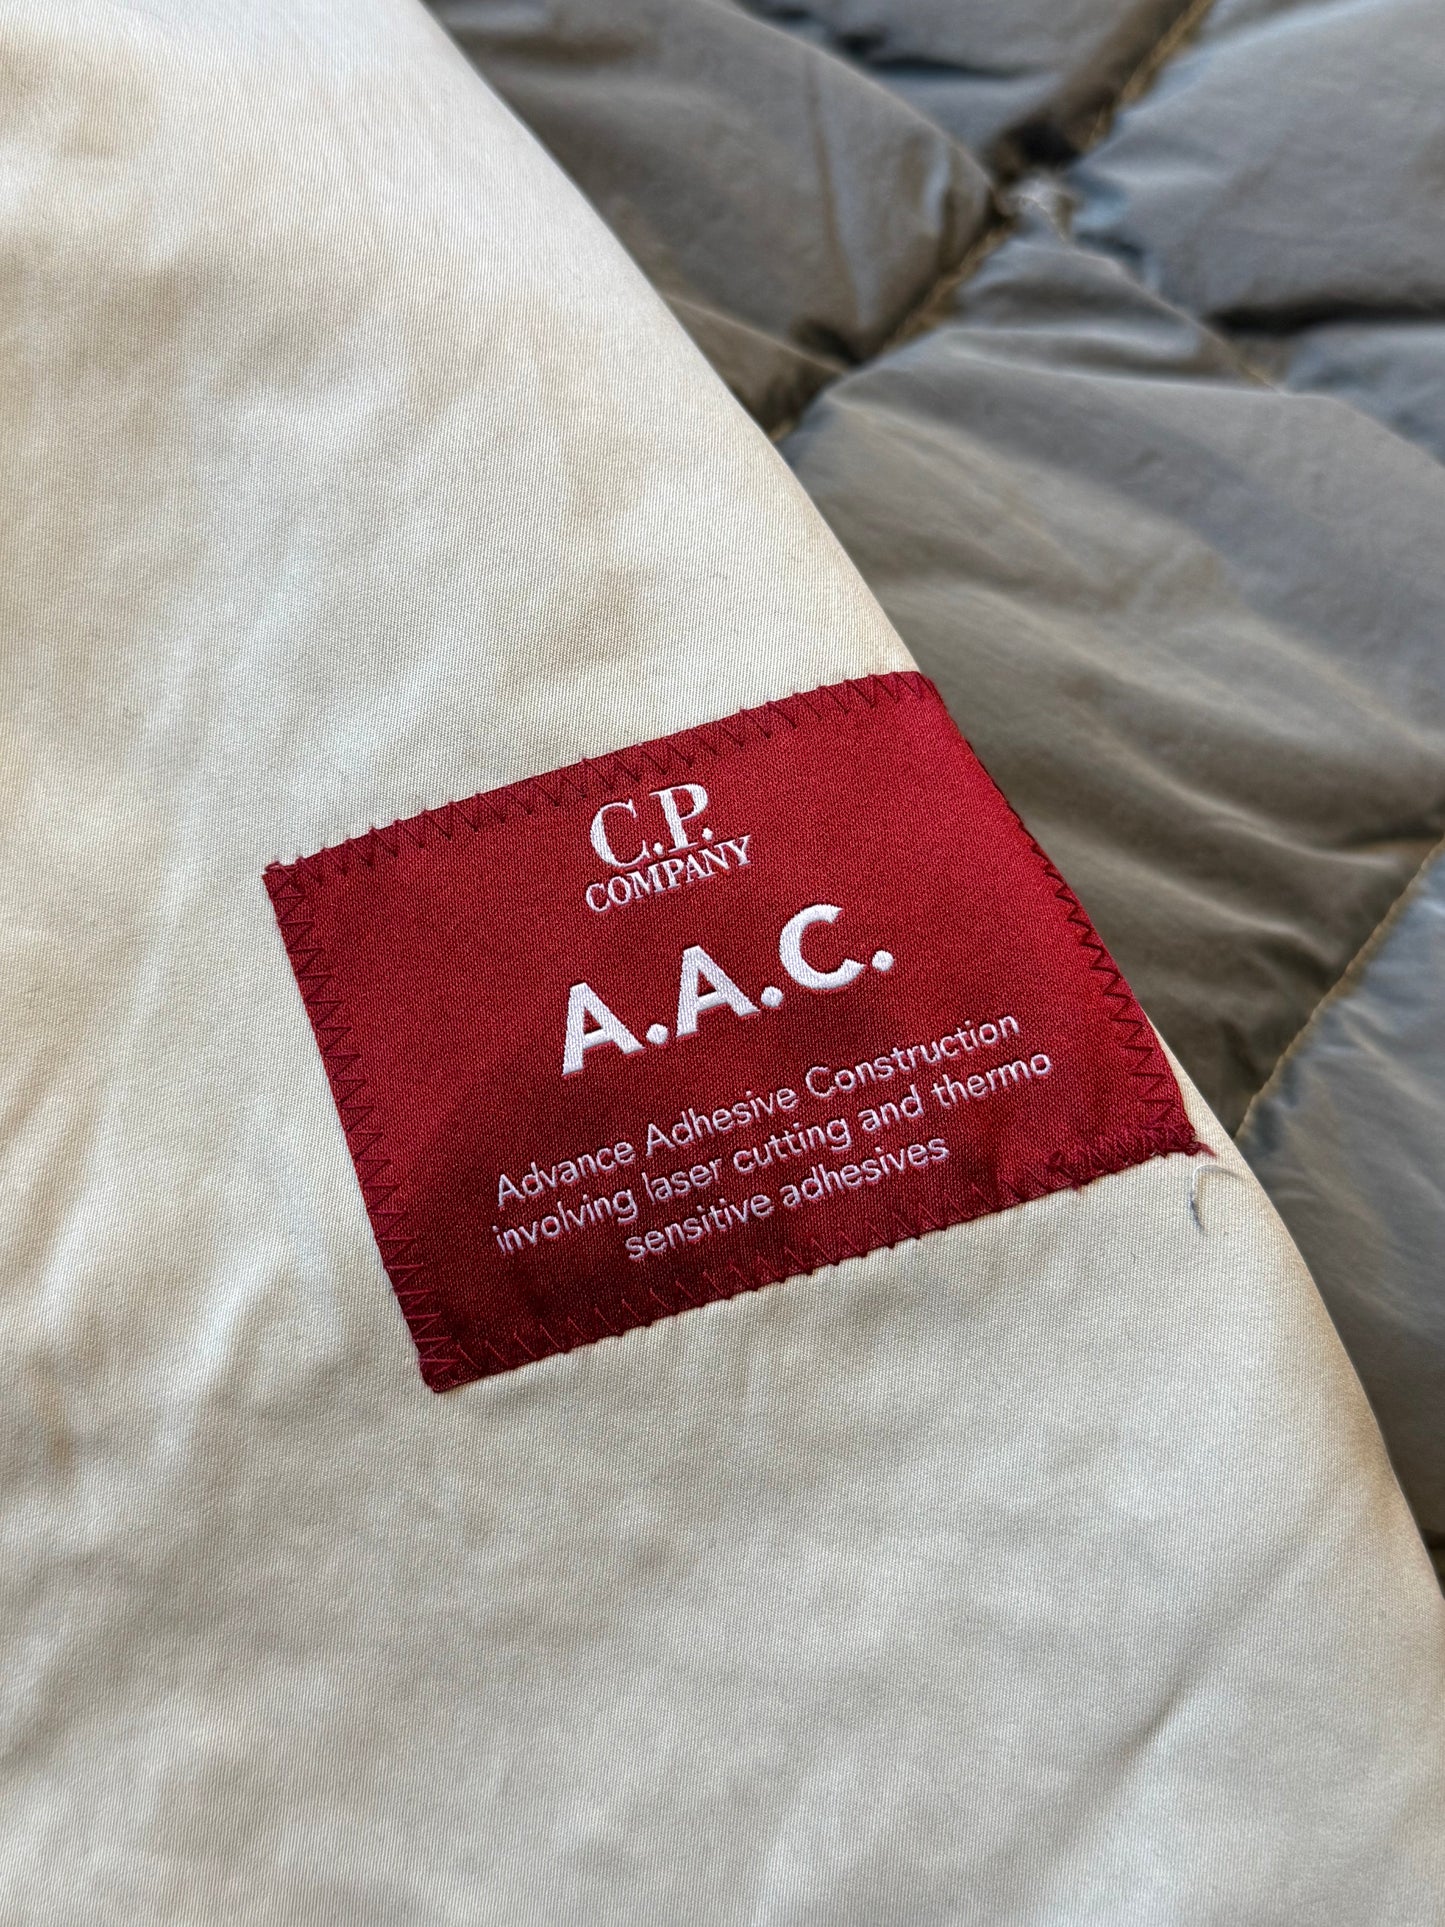 C.P.
COMPANY
A.A.C.
Advance Adhesive Construction
involving laser cutting and thermo
sensitive adhesives